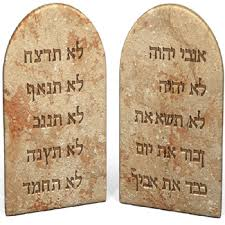 אנכי יהוה
לא יהיה
לא תשא את
זכור את יום
כבד את אביך
לא תרצח
לא תנאף
לא תגנב
לא תענה
לא תחמד